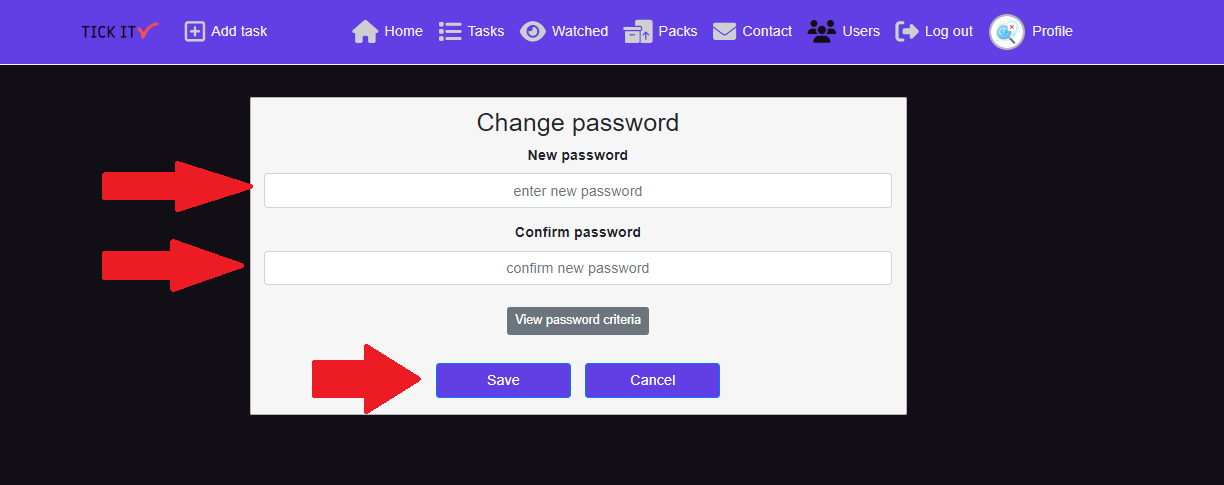 TICK IT Add task Home Tasks Watched Packs Contact Users Log out Profile
Change password
New password
enter new password
Confirm password
confirm new password
View password criteria
Save Cancel